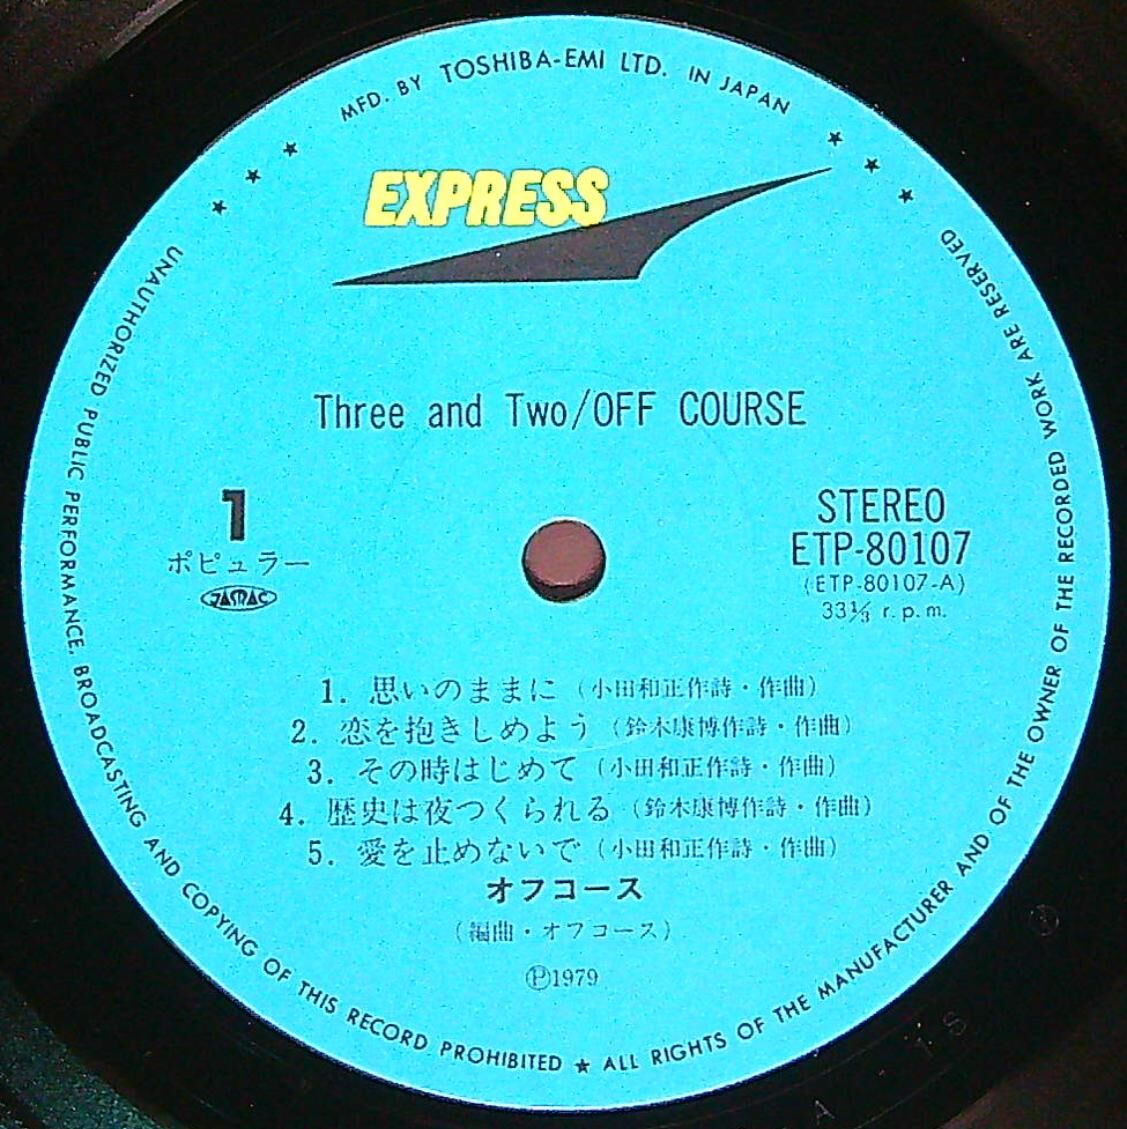 MFD. BY TOSHIBA-EMI LTD. IN JAPAN
EXPRESS
Three and Two/OFF COURSE
1
ポピュラー
JASRAC
STEREO
ETP-80107
(ETP-80107-A)
33⅓ r.p.m.
1. 思いのままに (小田和正作詩・作曲)
2. 恋を抱きしめよう (鈴木康博作詩・作曲)
3. その時はじめて (小田和正作詩・作曲)
4. 歴史は夜つくられる (鈴木康博作詩・作曲)
5. 愛を止めないで (小田和正作詩・作曲)
オフコース
(編曲・オフコース)
Ⓟ1979
UNAUTHORIZED PUBLIC PERFORMANCE, BROADCASTING AND COPYING OF THIS RECORD PROHIBITED ★ ALL RIGHTS OF THE MANUFACTURER AND OF THE OWNER OF THE RECORDED WORK ARE RESERVED